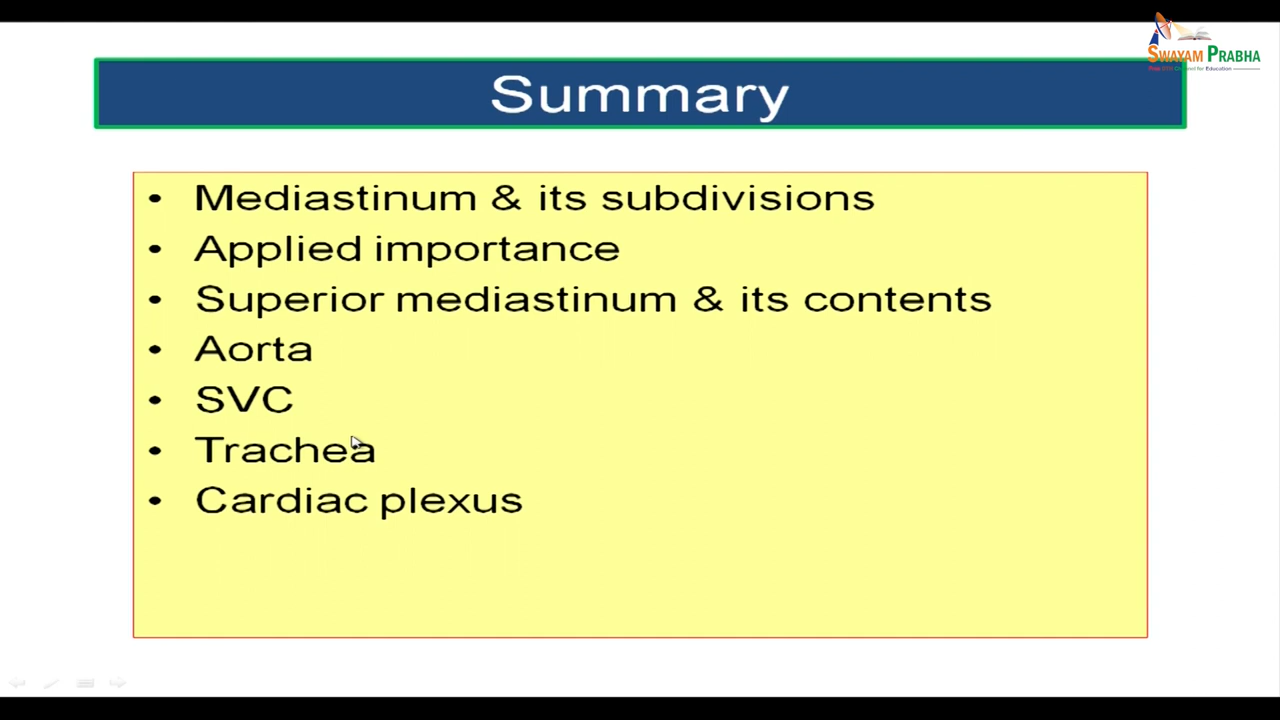 SWAYAM PRABHA
Summary
• Mediastinum & its subdivisions
• Applied importance
• Superior mediastinum & its contents
• Aorta
• SVC
• Trachea
• Cardiac plexus